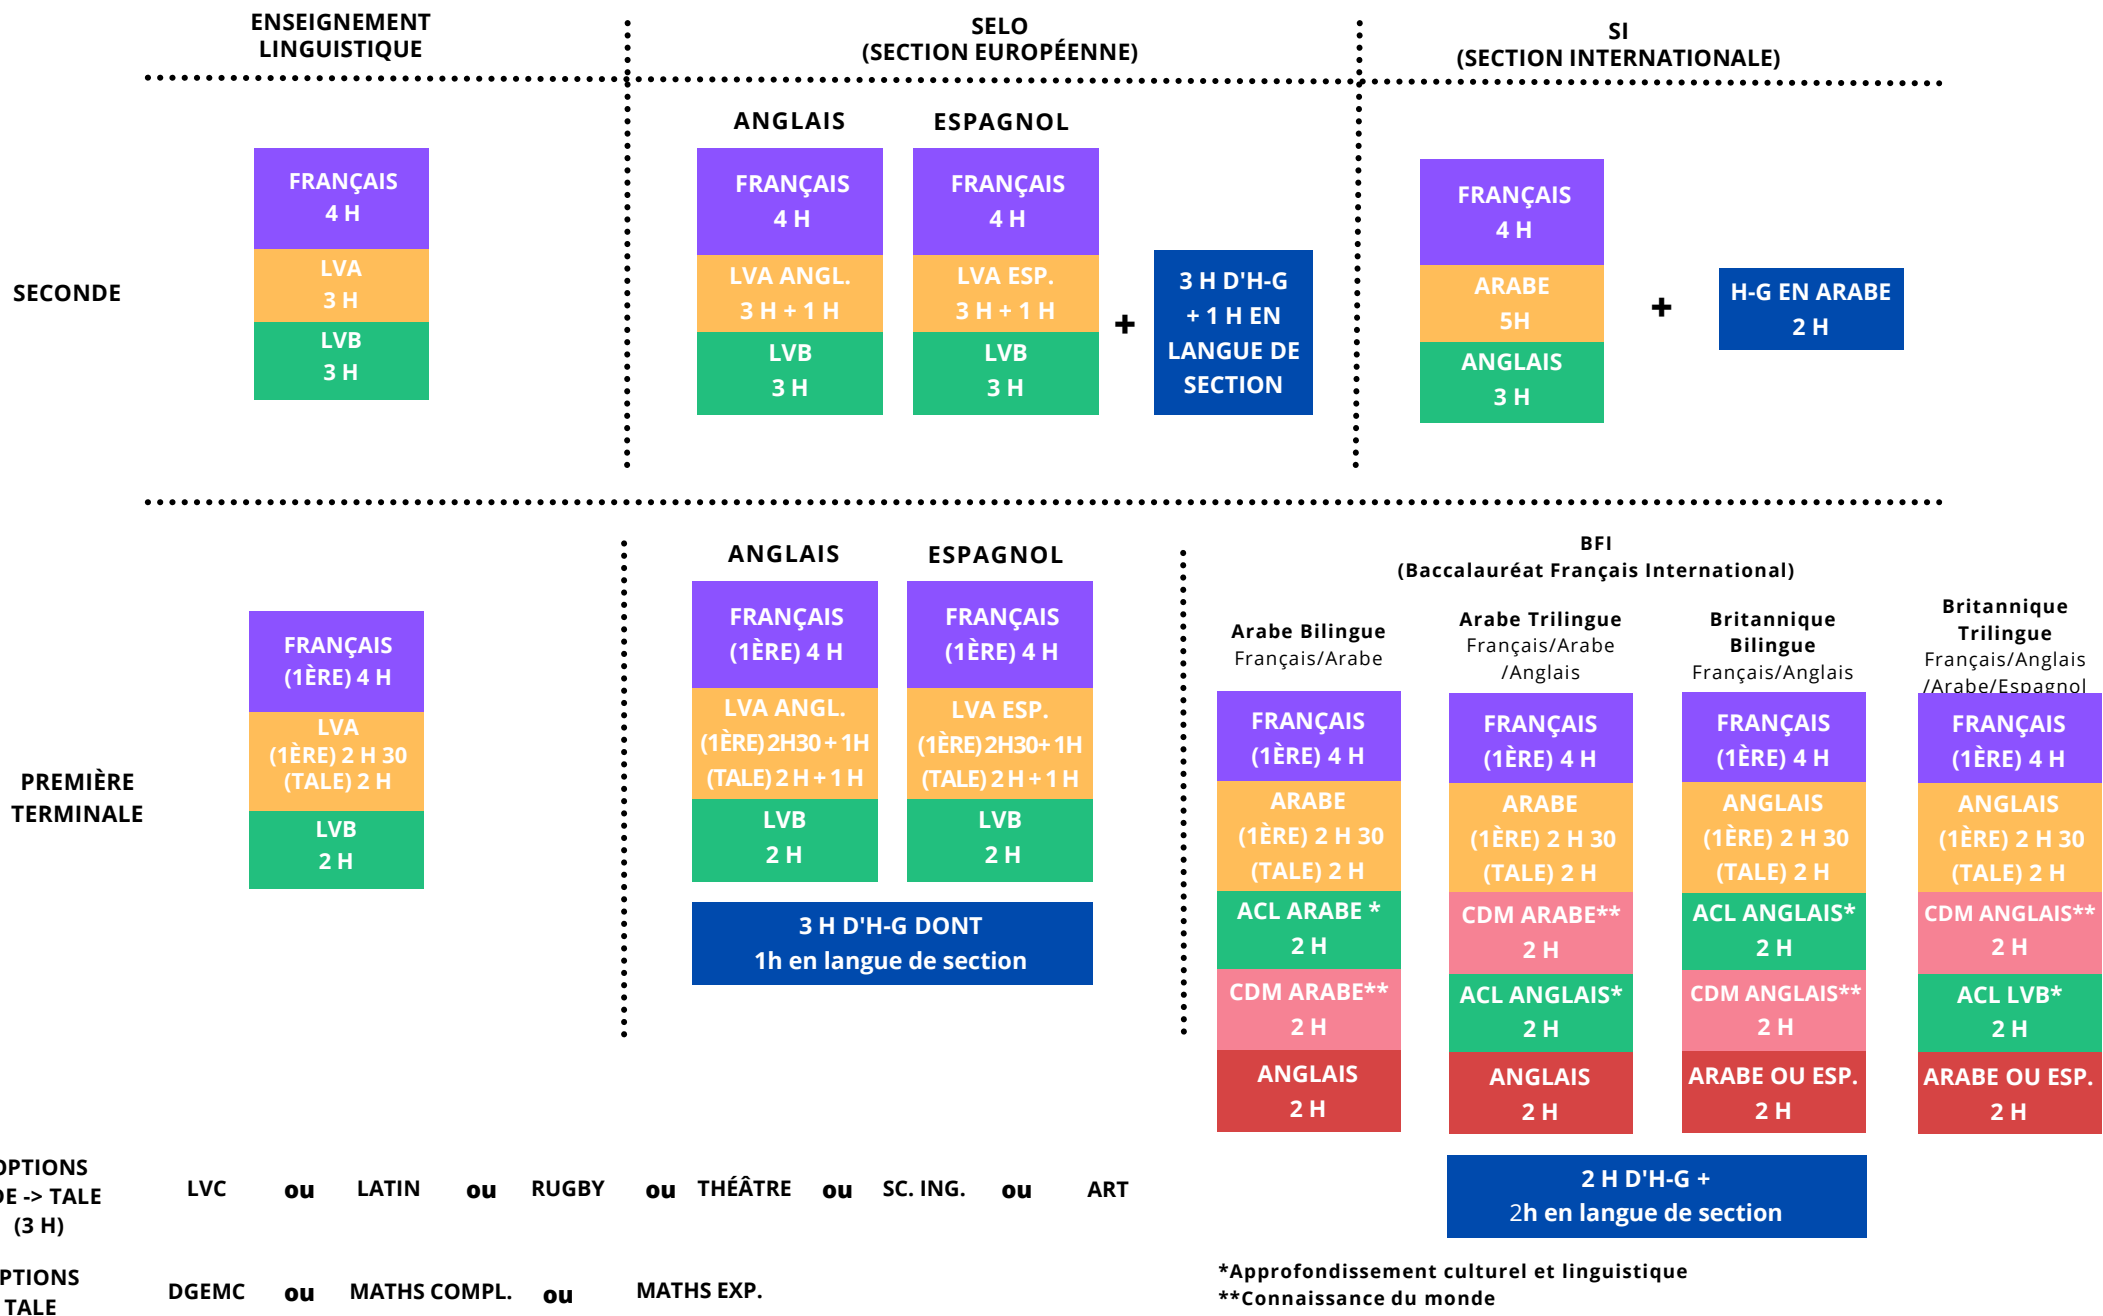 ENSEIGNEMENT
LINGUISTIQUE
SELO
(SECTION EUROPÉENNE)
SI
(SECTION INTERNATIONALE)
SECONDE
FRANÇAIS
4 H
LVA
3 H
LVB
3 H
ANGLAIS
FRANÇAIS
4 H
LVA ANGL.
3 H + 1 H
LVB
3 H
ESPAGNOL
FRANÇAIS
4 H
LVA ESP.
3 H + 1 H
LVB
3 H
+
3 H D'H-G
+ 1 H EN
LANGUE DE
SECTION
FRANÇAIS
4 H
ARABE
5H
ANGLAIS
3 H
+
H-G EN ARABE
2 H
PREMIÈRE
TERMINALE
FRANÇAIS
(1ÈRE) 4 H
LVA
(1ÈRE) 2 H 30
(TALE) 2 H
LVB
2 H
ANGLAIS
FRANÇAIS
(1ÈRE) 4 H
LVA ANGL.
(1ÈRE) 2H30 + 1H
(TALE) 2 H + 1 H
LVB
2 H
ESPAGNOL
FRANÇAIS
(1ÈRE) 4 H
LVA ESP.
(1ÈRE) 2H30+ 1H
(TALE) 2 H + 1 H
LVB
2 H
3 H D'H-G DONT
1h en langue de section
BFI
(Baccalauréat Français International)
Arabe Bilingue
Français/Arabe
FRANÇAIS
(1ÈRE) 4 H
ARABE
(1ÈRE) 2 H 30
(TALE) 2 H
ACL ARABE *
2 H
CDM ARABE**
2 H
ANGLAIS
2 H
Arabe Trilingue
Français/Arabe
/Anglais
FRANÇAIS
(1ÈRE) 4 H
ARABE
(1ÈRE) 2 H 30
(TALE) 2 H
CDM ARABE**
2 H
ACL ANGLAIS*
2 H
ANGLAIS
2 H
Britannique
Bilingue
Français/Anglais
FRANÇAIS
(1ÈRE) 4 H
ANGLAIS
(1ÈRE) 2 H 30
(TALE) 2 H
ACL ANGLAIS*
2 H
CDM ANGLAIS**
2 H
ARABE OU ESP.
2 H
Britannique
Trilingue
Français/Anglais
/Arabe/Espagnol
FRANÇAIS
(1ÈRE) 4 H
ANGLAIS
(1ÈRE) 2 H 30
(TALE) 2 H
CDM ANGLAIS**
2 H
ACL LVB*
2 H
ARABE OU ESP.
2 H
2 H D'H-G +
2h en langue de section
OPTIONS
DE -> TALE
(3 H)
LVC ou LATIN ou RUGBY ou THÉÂTRE ou SC. ING. ou ART
PTIONS
TALE
DGEMC ou MATHS COMPL. ou MATHS EXP.
*Approfondissement culturel et linguistique
**Connaissance du monde